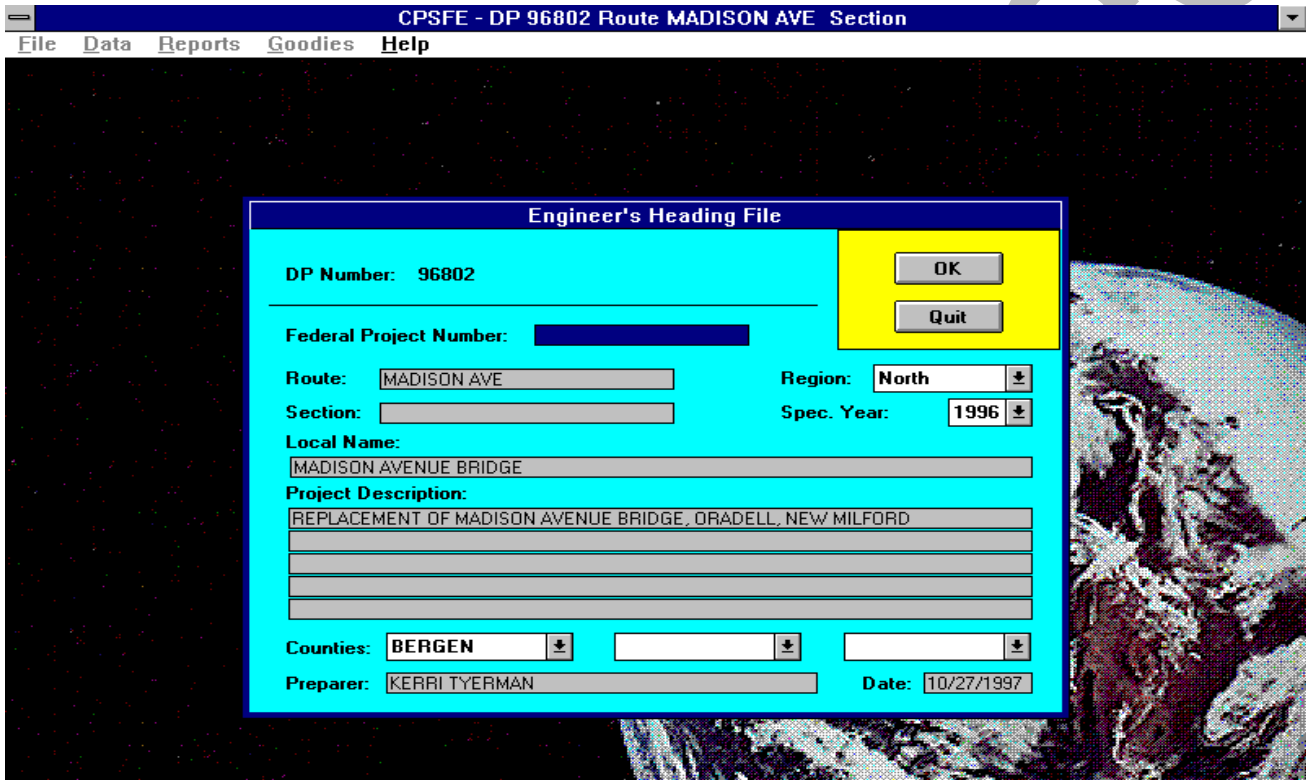 CPSFE - DP 96802 Route MADISON AVE Section
File Data Reports Goodies Help
Engineer's Heading File
DP Number: 96802
OK
Quit
Federal Project Number:
Route: MADISON AVE
Region: North
Section:
Spec. Year: 1996
Local Name:
MADISON AVENUE BRIDGE
Project Description:
REPLACEMENT OF MADISON AVENUE BRIDGE, ORADELL, NEW MILFORD
Counties: BERGEN
Preparer: KERRI TYERMAN
Date: 10/27/1997